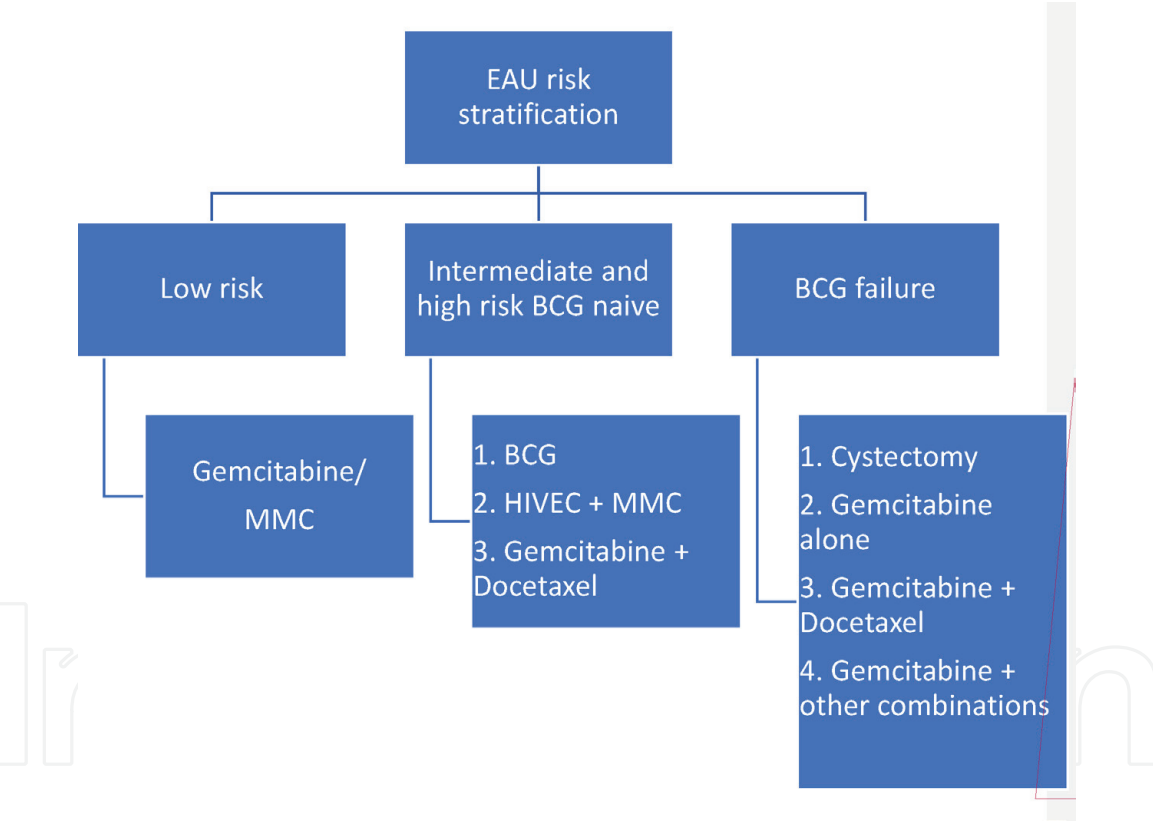 EAU risk
stratification
Low risk
Intermediate and
high risk BCG naive
BCG failure
Gemcitabine/
MMC
1. BCG
2. HIVEC + MMC
3. Gemcitabine +
Docetaxel
1. Cystectomy
2. Gemcitabine
alone
3. Gemcitabine +
Docetaxel
4. Gemcitabine +
other combinations